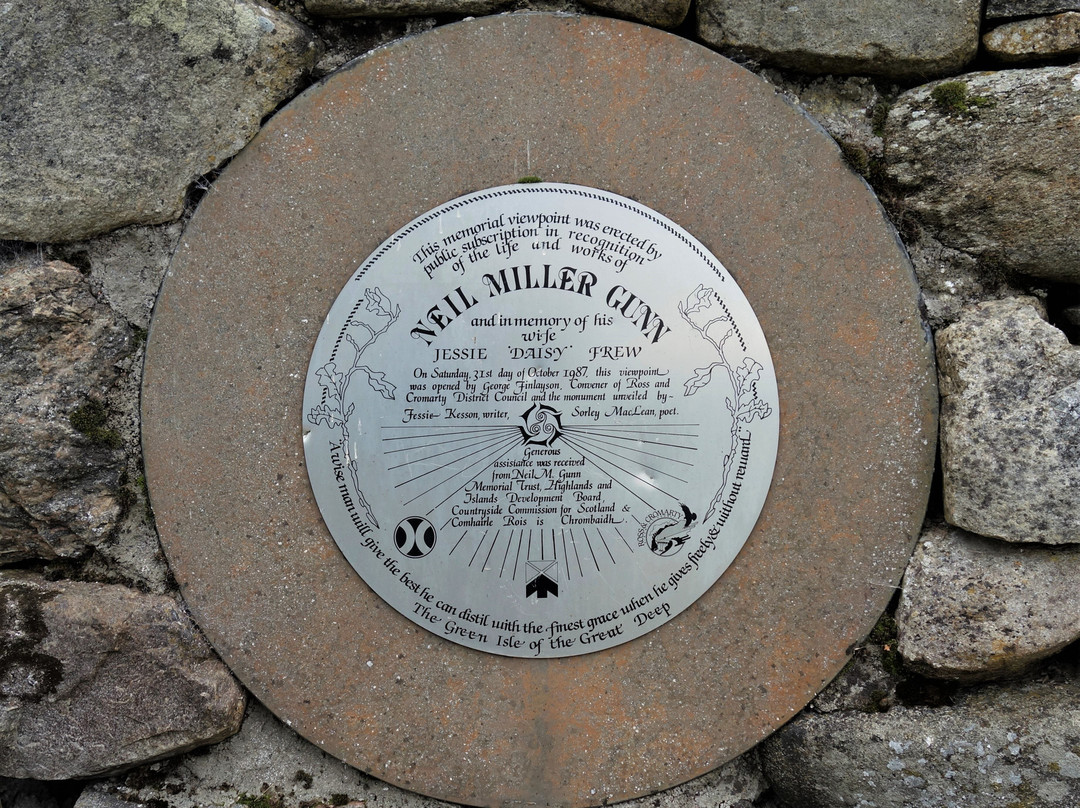 This memorial viewpoint was erected by
public subscription in recognition
of the life and works of
NEIL MILLER GUNN
and in memory of his
wife
JESSIE 'DAISY' FREW
On Saturday, 31st day of October 1987, this viewpoint
was opened by George Finlayson, Convener of Ross and
Cromarty District Council and the monument unveiled by~
Jessie Kesson, writer, Sorley MacLean, poet.
Generous
assistance was received
from Neil M. Gunn
Memorial Trust, Highlands and
Islands Development Board,
Countryside Commission for Scotland &
Comhairle Rois is Chrombaidh.
ROSS & CROMARTY
"A wise man will give the best he can distil with the finest grace when he gives freely & without reward."
The Green Isle of the Great Deep